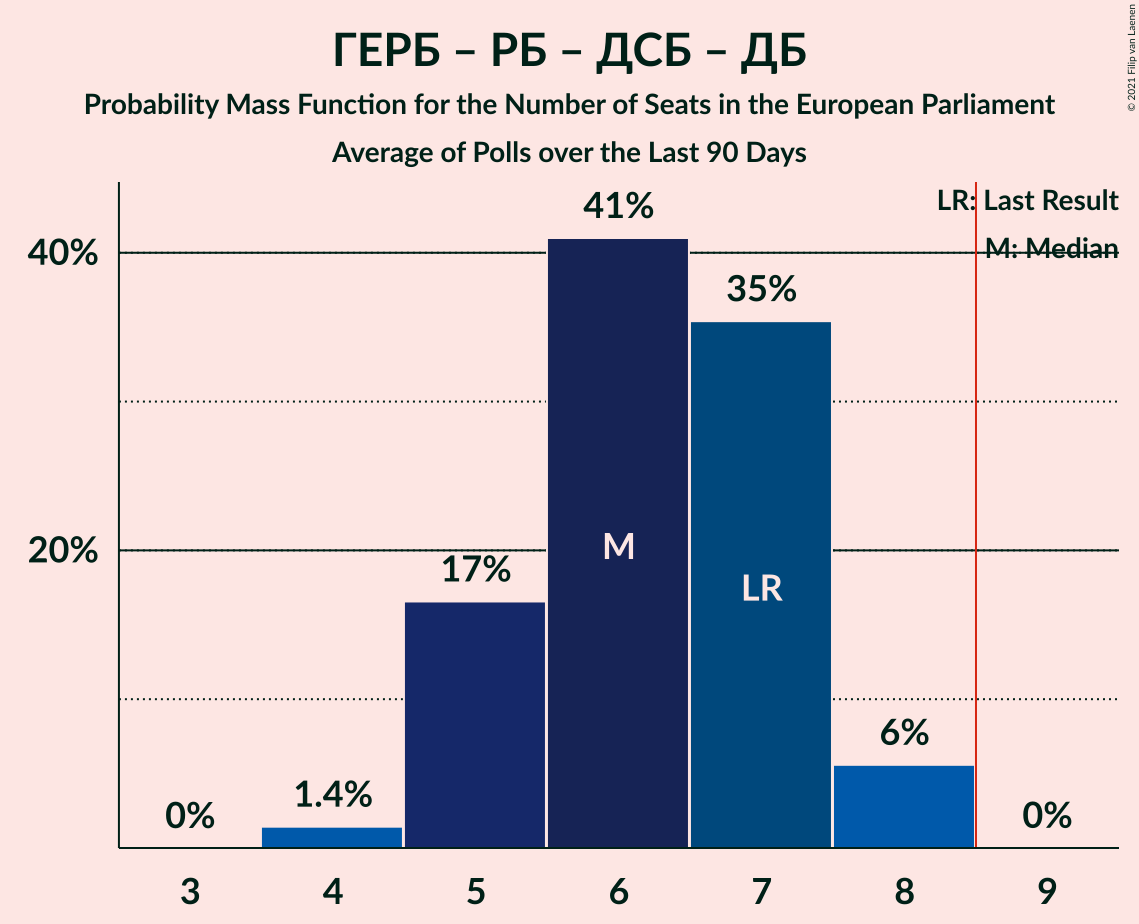 ГЕРБ – РБ – ДСБ – ДБ
Probability Mass Function for the Number of Seats in the European Parliament
Average of Polls over the Last 90 Days
© 2021 Filip van Laenen
LR: Last Result
M: Median
40%
20%
0%
1.4%
17%
41%
35%
6%
0%
M
LR
3
4
5
6
7
8
9